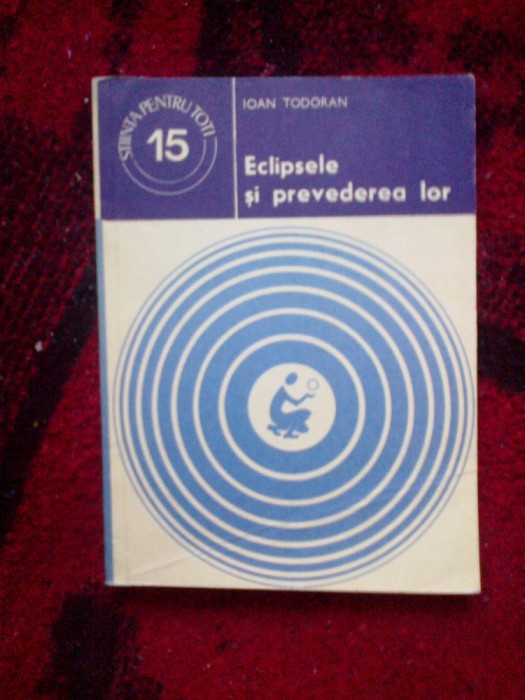 ȘTIINȚA PENTRU TOȚI
15
IOAN TODORAN
Eclipsele
și prevederea lor